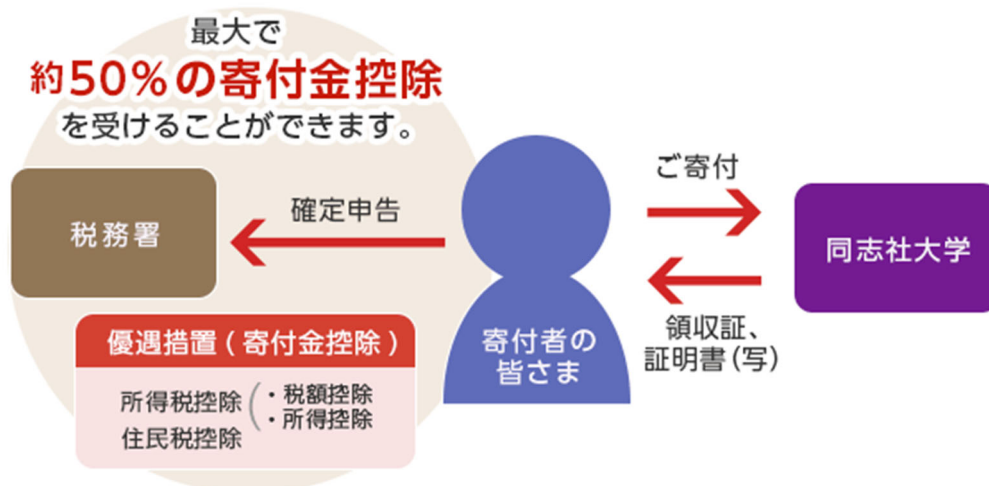 最大で
約50%の寄付金控除
を受けることができます。
税務署
確定申告
優遇措置(寄付金控除)
所得税控除(・税額控除
・所得控除
住民税控除
寄付者の
皆さま
ご寄付
領収証、
証明書(写)
同志社大学